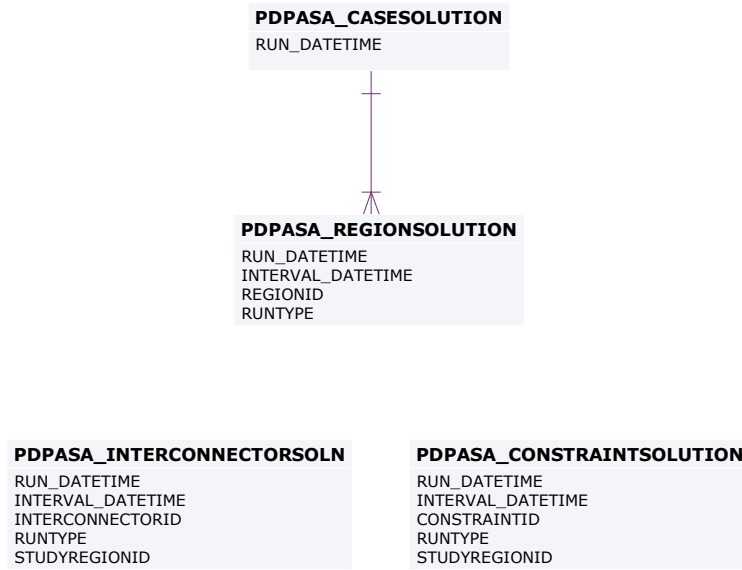 PDPASA_CASESOLUTION
RUN_DATETIME
PDPASA_REGIONSOLUTION
RUN_DATETIME
INTERVAL_DATETIME
REGIONID
RUNTYPE
PDPASA_INTERCONNECTORSOLN
RUN_DATETIME
INTERVAL_DATETIME
INTERCONNECTORID
RUNTYPE
STUDYREGIONID
PDPASA_CONSTRAINTSOLUTION
RUN_DATETIME
INTERVAL_DATETIME
CONSTRAINTID
RUNTYPE
STUDYREGIONID